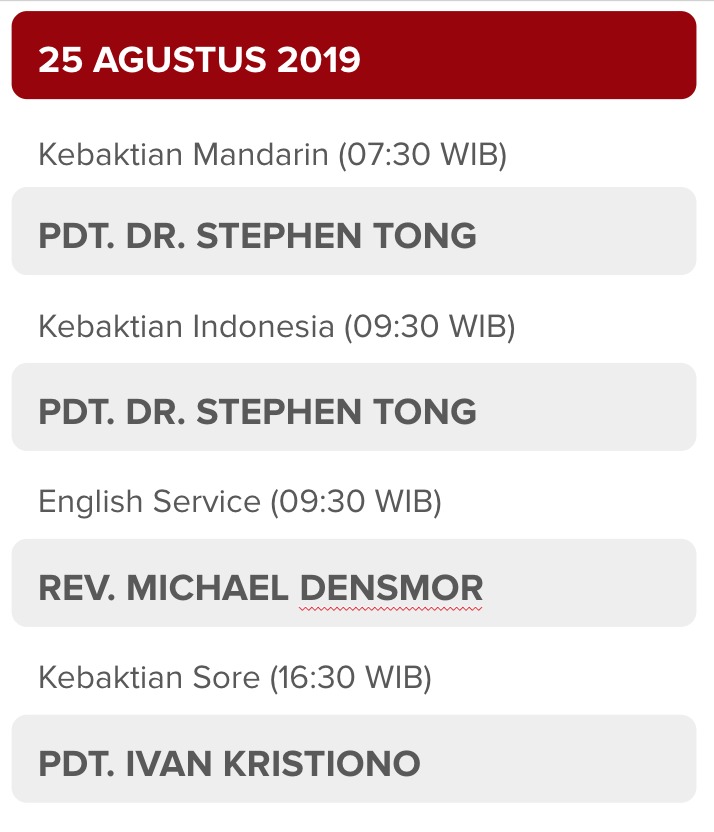 25 AGUSTUS 2019
Kebaktian Mandarin (07:30 WIB)
PDT. DR. STEPHEN TONG
Kebaktian Indonesia (09:30 WIB)
PDT. DR. STEPHEN TONG
English Service (09:30 WIB)
REV. MICHAEL DENSMOR
Kebaktian Sore (16:30 WIB)
PDT. IVAN KRISTIONO